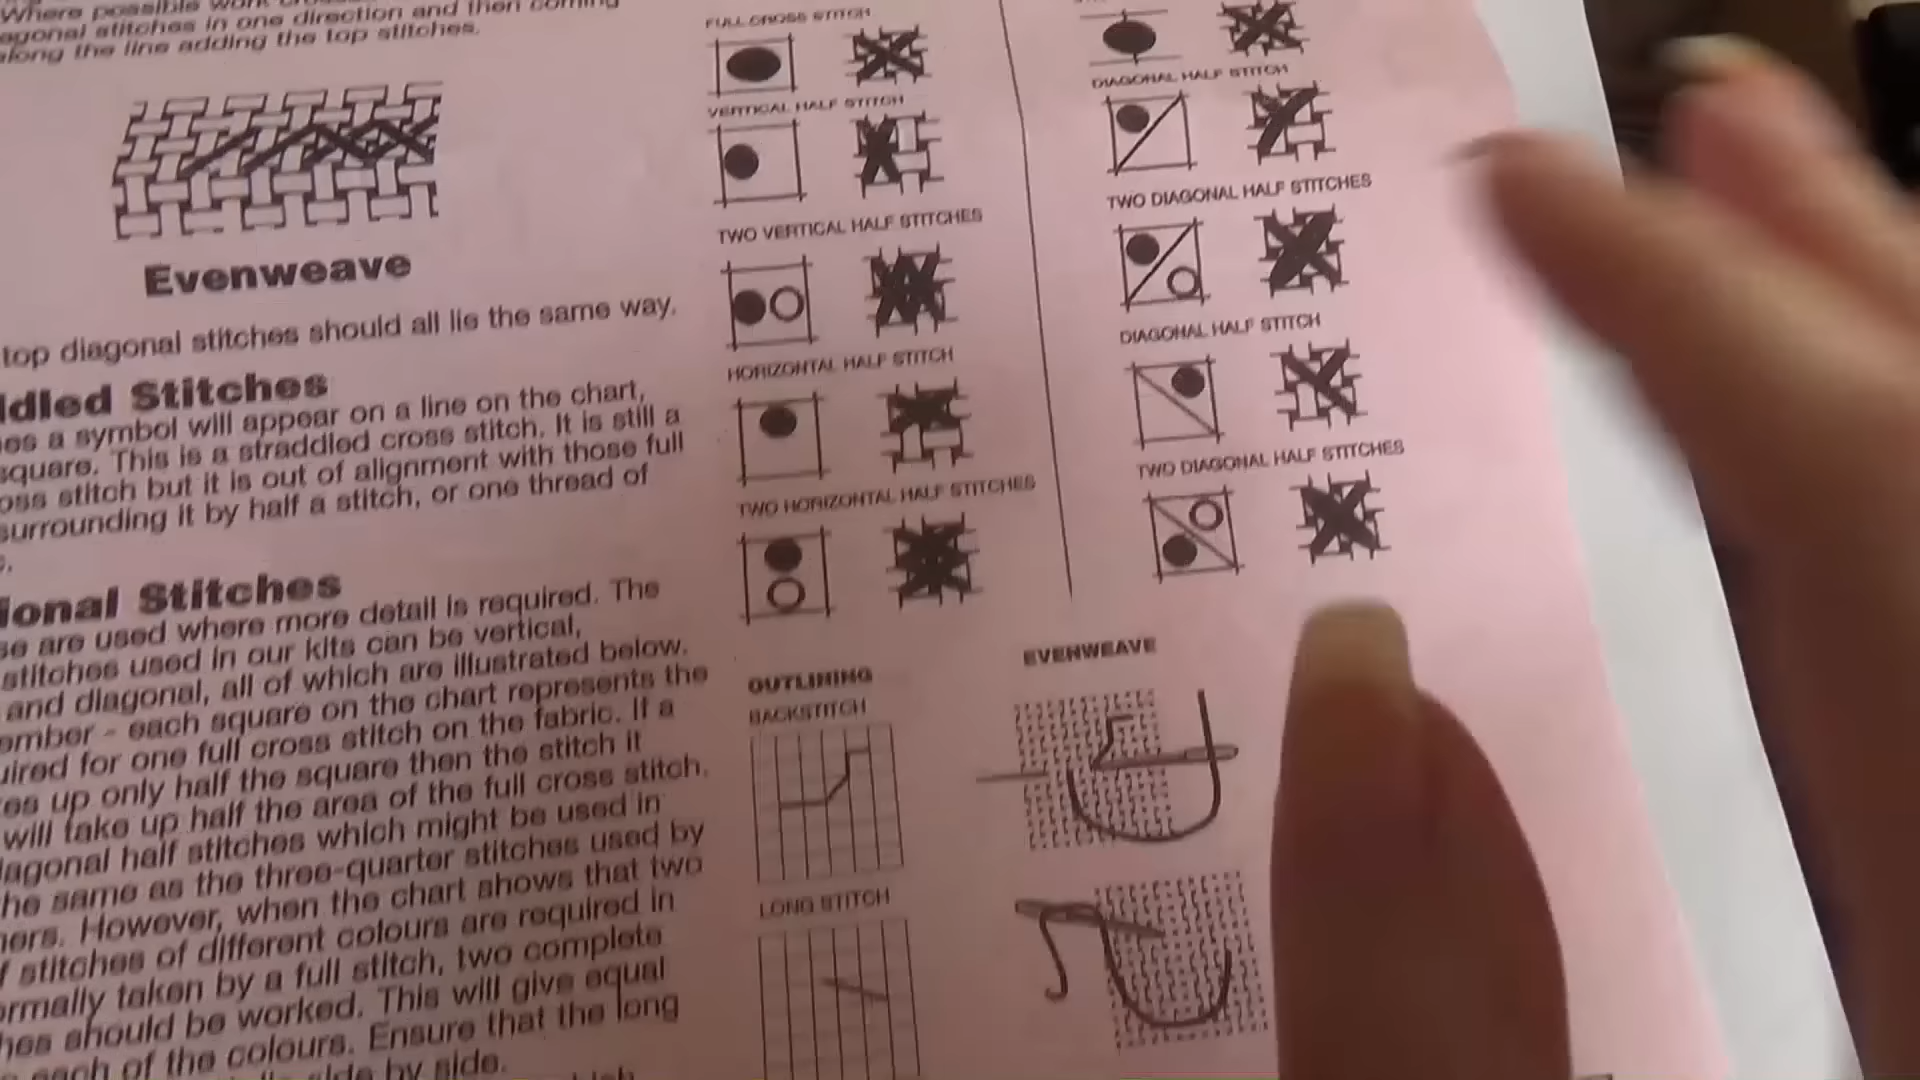 Where possible work
agonal stitches in one direction and then coming
along the line adding the top stitches.
Evenweave
top diagonal stitches should all lie the same way.
dled Stitches
es a symbol will appear on a line on the chart,
square. This is a straddled cross stitch. It is still a
oss stitch but it is out of alignment with those full
surrounding it by half a stitch, or one thread of
ional Stitches
se are used where more detail is required. The
stitches used in our kits can be vertical,
and diagonal, all of which are illustrated below.
ember - each square on the chart represents the
uired for one full cross stitch on the fabric. If a
es up only half the square then the stitch it
will take up half the area of the full cross stitch.
iagonal half stitches which might be used in
he same as the three-quarter stitches used by
ners. However, when the chart shows that two
f stitches of different colours are required in
ormally taken by a full stitch, two complete
hes should be worked. This will give equal
each of the colours. Ensure that the long
side by side.
FULL CROSS STITCH
VERTICAL HALF STITCH
TWO VERTICAL HALF STITCHES
HORIZONTAL HALF STITCH
TWO HORIZONTAL HALF STITCHES
DIAGONAL HALF STITCH
TWO DIAGONAL HALF STITCHES
DIAGONAL HALF STITCH
TWO DIAGONAL HALF STITCHES
OUTLINING
BACKSTITCH
LONG STITCH
EVENWEAVE